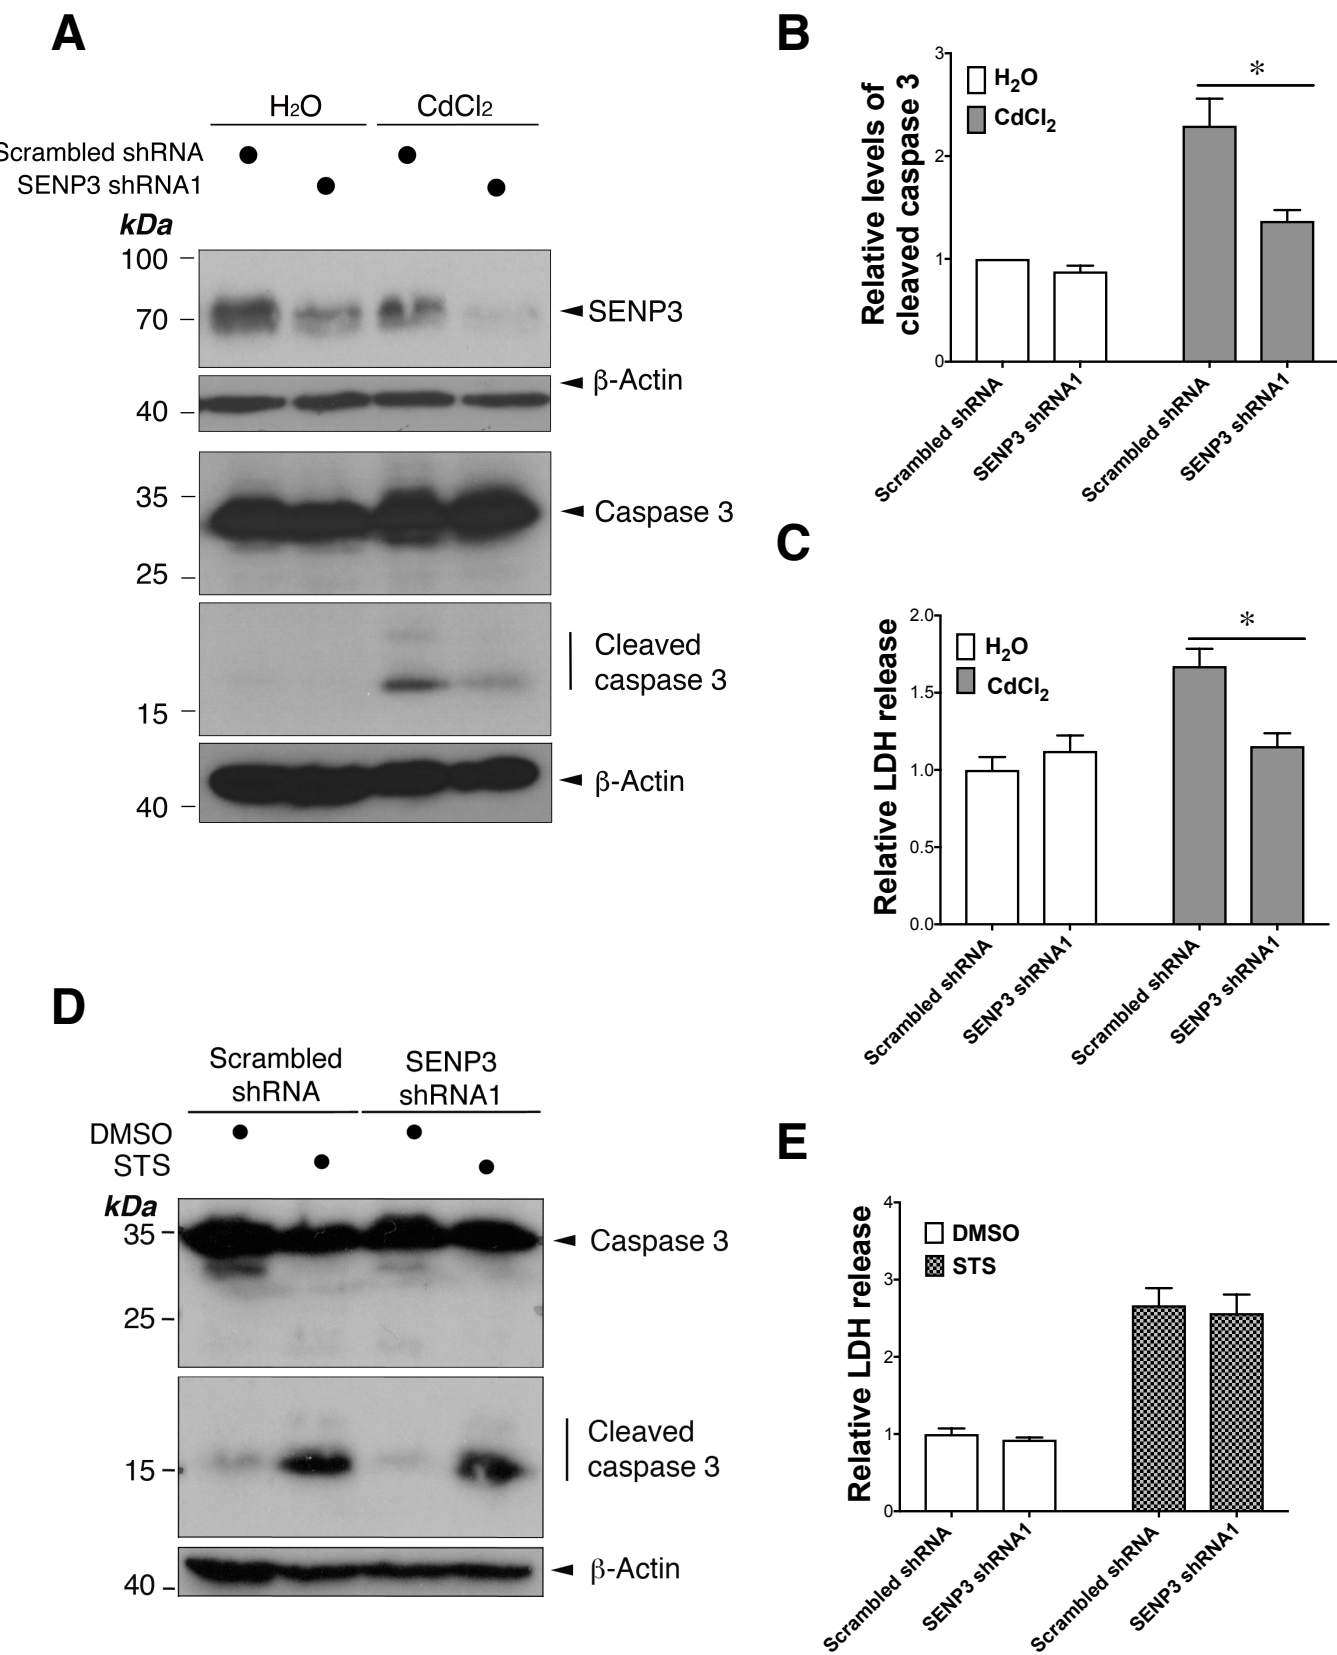 A
H2O CdCl2
Scrambled shRNA
SENP3 shRNA1
kDa
100
70
SENP3
β-Actin
40
35
Caspase 3
25
Cleaved
caspase 3
15
β-Actin
40
B
Relative levels of
cleaved caspase 3
3
2
1
0
H2O
CdCl2
*
Scrambled shRNA
SENP3 shRNA1
Scrambled shRNA
SENP3 shRNA1
C
Relative LDH release
2.0
1.5
1.0
0.5
0.0
H2O
CdCl2
*
Scrambled shRNA
SENP3 shRNA1
Scrambled shRNA
SENP3 shRNA1
D
Scrambled
shRNA
SENP3
shRNA1
DMSO
STS
kDa
35
Caspase 3
25
Cleaved
caspase 3
15
β-Actin
40
E
Relative LDH release
4
3
2
1
0
DMSO
STS
Scrambled shRNA
SENP3 shRNA1
Scrambled shRNA
SENP3 shRNA1